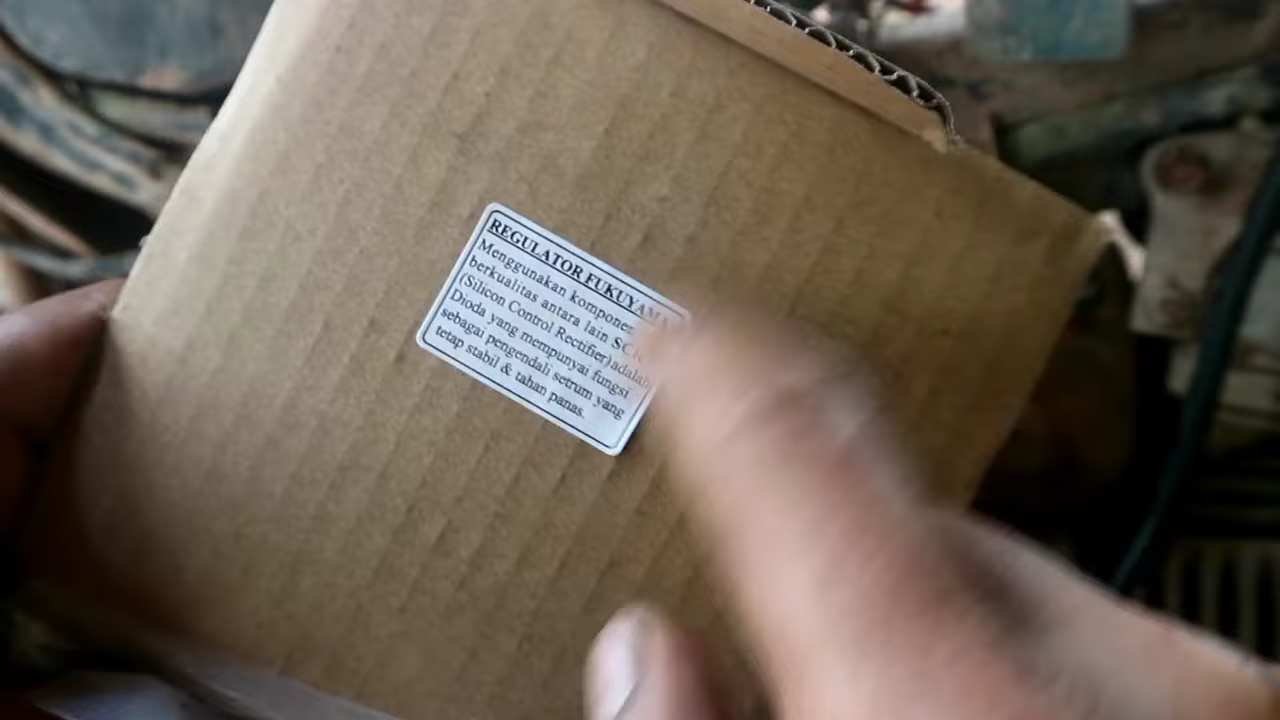 REGULATOR FUKUYAMA
Menggunakan komponen
berkualitas antara lain SCR
(Silicon Control Rectifier)adalah
Dioda yang mempunyai fungsi
sebagai pengendali setrum yang
tetap stabil & tahan panas.